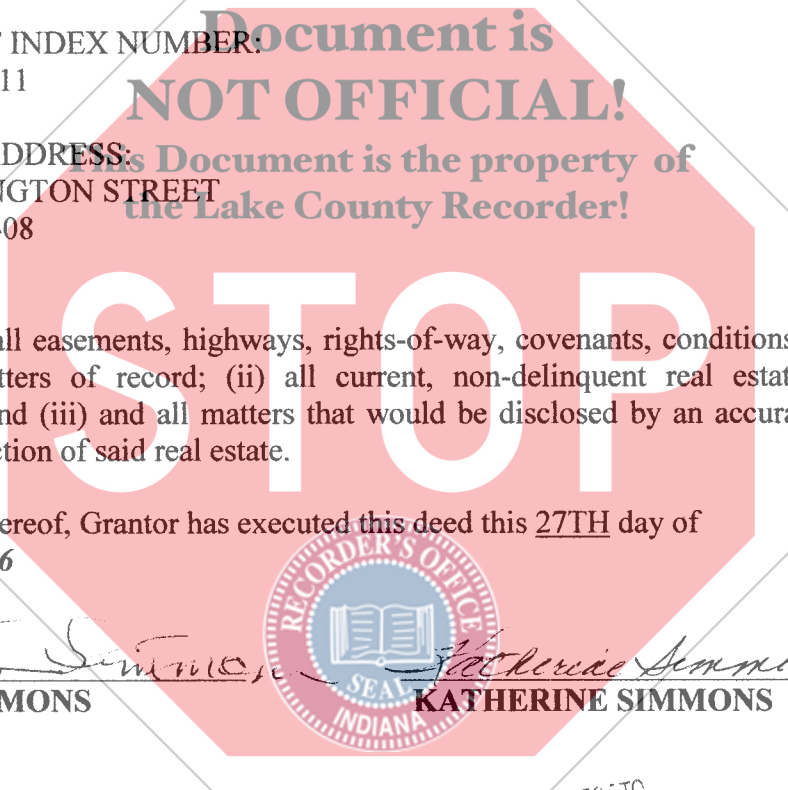 Document is
INDEX NUMBER:
11
NOT OFFICIAL!
DDRESS:
This Document is the property of
NGTON STREET
the Lake County Recorder!
-08
STOP
all easements, highways, rights-of-way, covenants, conditions
tters of record; (ii) all current, non-delinquent real estat
nd (iii) and all matters that would be disclosed by an accura
ction of said real estate.
ereof, Grantor has executed this deed this 27TH day of
6
RECORDER'S OFFICE
SEAL
INDIANA
Simmons
Katherine Simmo
MONS
KATHERINE SIMMONS